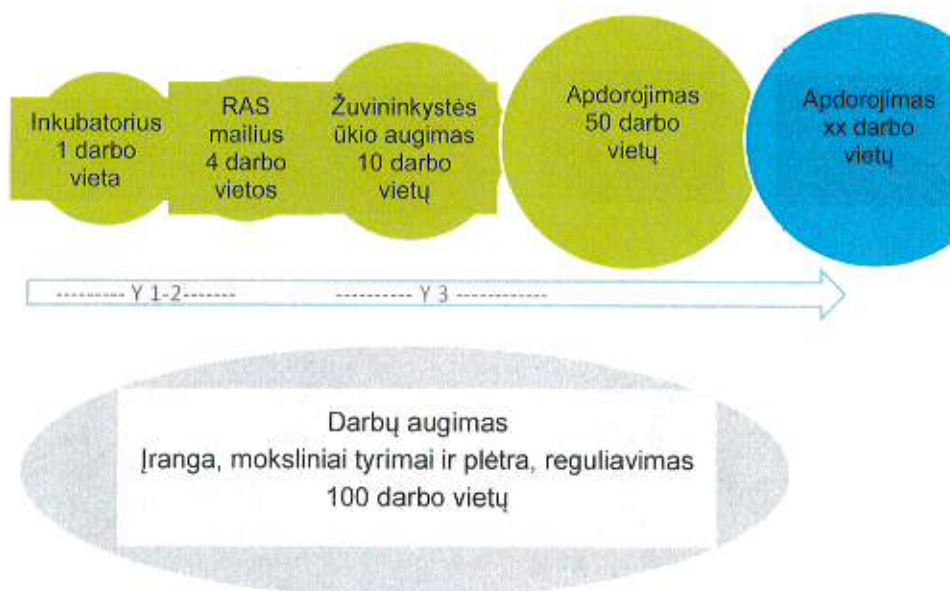 Inkubatorius
1 darbo
vieta
RAS
mailius
4 darbo
vietos
Žuvininkystės
ūkio augimas
10 darbo
vietų
Apdorojimas
50 darbo
vietų
Apdorojimas
xx darbo
vietų
--------- Y 1-2-------
---------- Y 3 ------------
Darbų augimas
Įranga, moksliniai tyrimai ir plėtra, reguliavimas
100 darbo vietų